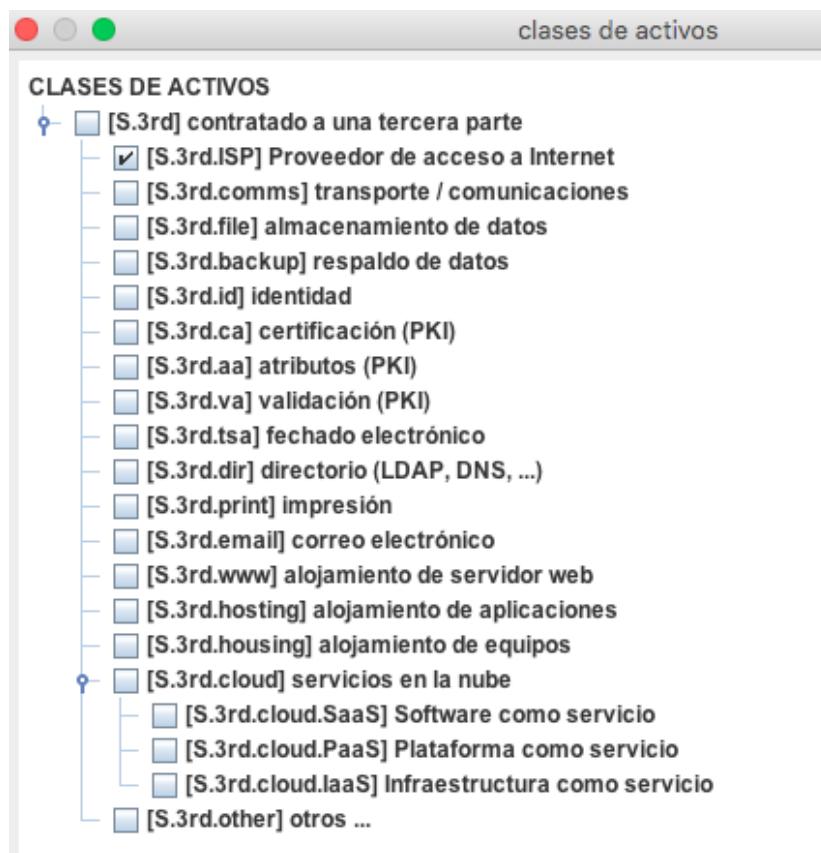 clases de activos
CLASES DE ACTIVOS
[S.3rd] contratado a una tercera parte
[S.3rd.ISP] Proveedor de acceso a Internet
[S.3rd.comms] transporte / comunicaciones
[S.3rd.file] almacenamiento de datos
[S.3rd.backup] respaldo de datos
[S.3rd.id] identidad
[S.3rd.ca] certificación (PKI)
[S.3rd.aa] atributos (PKI)
[S.3rd.va] validación (PKI)
[S.3rd.tsa] fechado electrónico
[S.3rd.dir] directorio (LDAP, DNS, ...)
[S.3rd.print] impresión
[S.3rd.email] correo electrónico
[S.3rd.www] alojamiento de servidor web
[S.3rd.hosting] alojamiento de aplicaciones
[S.3rd.housing] alojamiento de equipos
[S.3rd.cloud] servicios en la nube
[S.3rd.cloud.SaaS] Software como servicio
[S.3rd.cloud.PaaS] Plataforma como servicio
[S.3rd.cloud.IaaS] Infraestructura como servicio
[S.3rd.other] otros ...